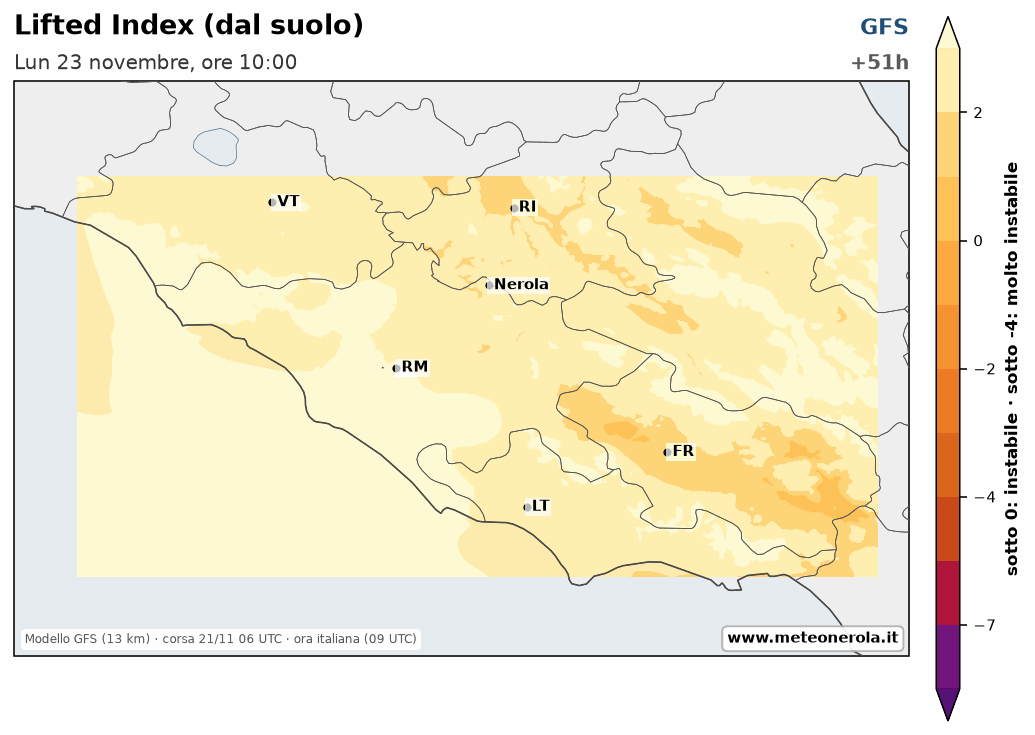 Lifted Index (dal suolo)
GFS
Lun 23 novembre, ore 10:00
+51h
VT
RI
Nerola
RM
FR
LT
2
0
−2
−4
−7
sotto 0: instabile · sotto -4: molto instabile
Modello GFS (13 km) · corsa 21/11 06 UTC · ora italiana (09 UTC)
www.meteonerola.it